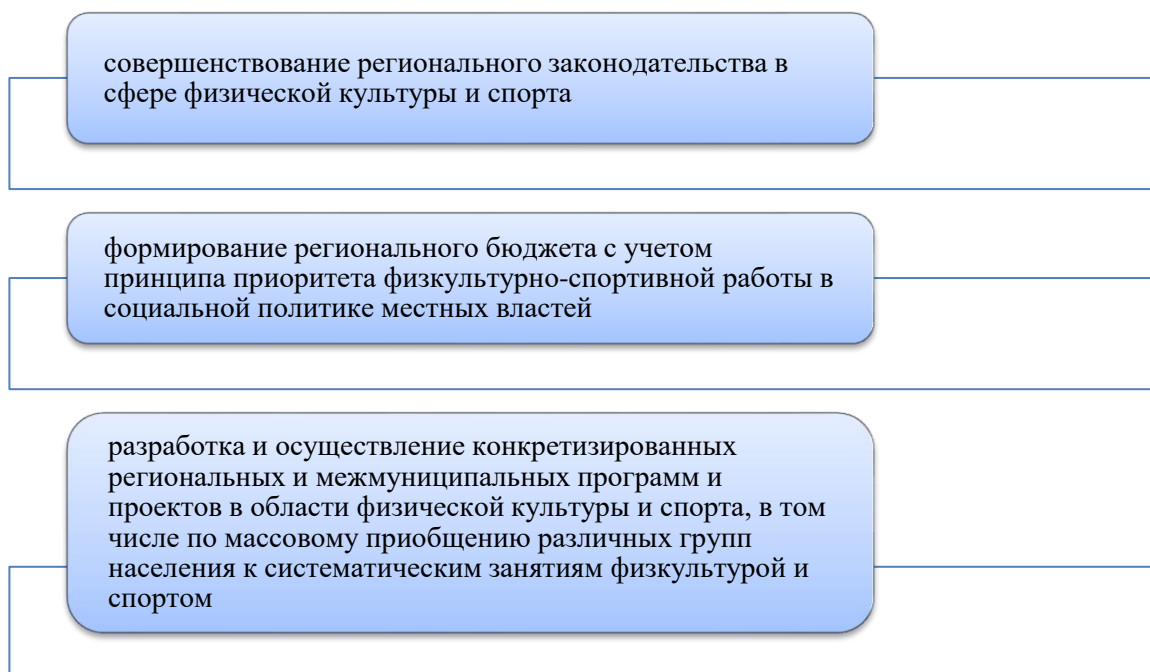 совершенствование регионального законодательства в
сфере физической культуры и спорта
формирование регионального бюджета с учетом
принципа приоритета физкультурно-спортивной работы в
социальной политике местных властей
разработка и осуществление конкретизированных
региональных и межмуниципальных программ и
проектов в области физической культуры и спорта, в том
числе по массовому приобщению различных групп
населения к систематическим занятиям физкультурой и
спортом